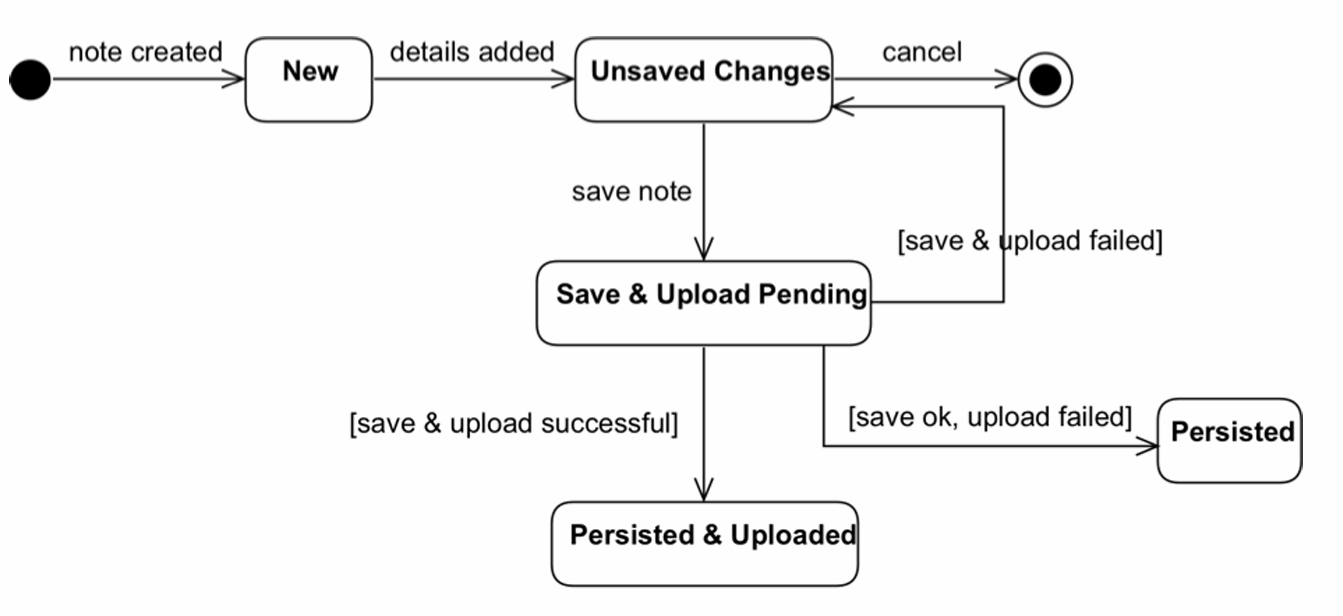 note created
New
details added
Unsaved Changes
cancel
save note
[save & upload failed]
Save & Upload Pending
[save & upload successful]
[save ok, upload failed]
Persisted
Persisted & Uploaded